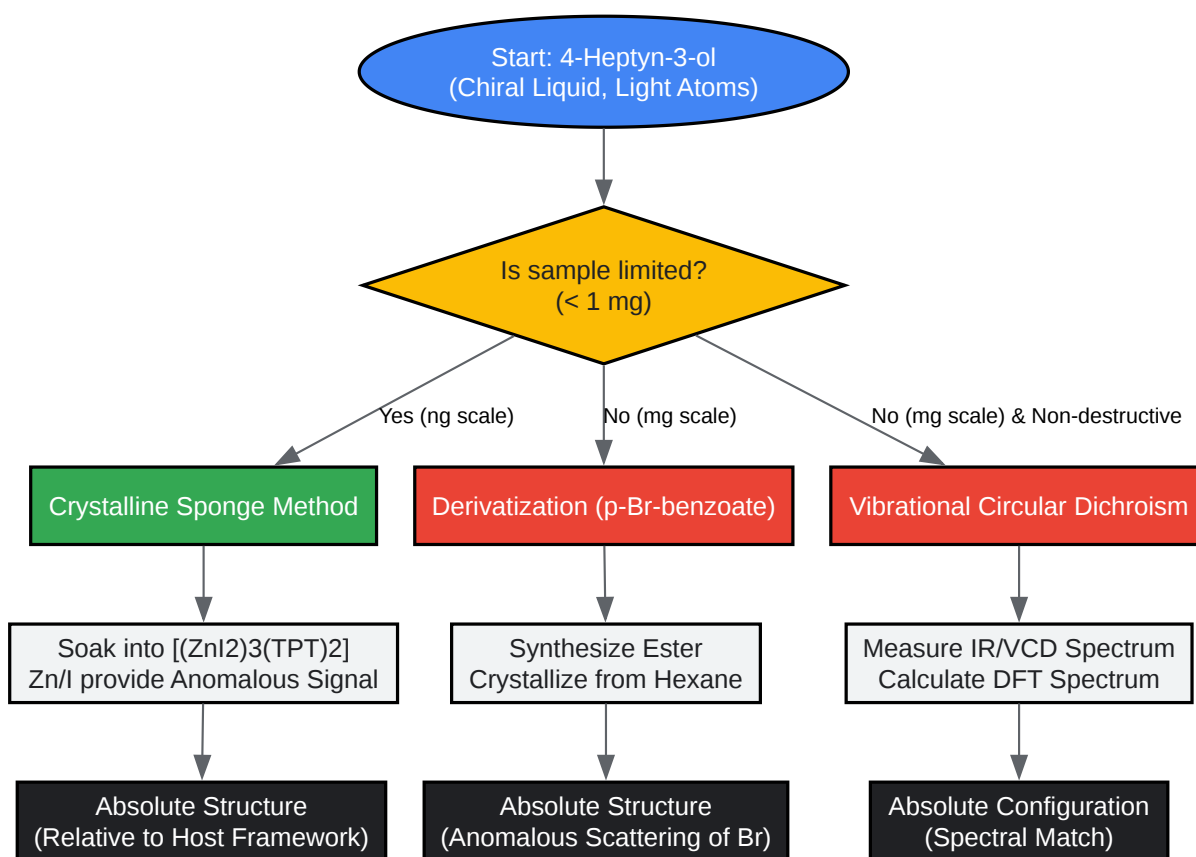 Start: 4-Heptyn-3-ol
(Chiral Liquid, Light Atoms)
Is sample limited?
(< 1 mg)
Yes (ng scale)
No (mg scale)
No (mg scale) & Non-destructive
Crystalline Sponge Method
Derivatization (p-Br-benzoate)
Vibrational Circular Dichroism
Soak into [(ZnI2)3(TPT)2]
Zn/I provide Anomalous Signal
Synthesize Ester
Crystallize from Hexane
Measure IR/VCD Spectrum
Calculate DFT Spectrum
Absolute Structure
(Relative to Host Framework)
Absolute Structure
(Anomalous Scattering of Br)
Absolute Configuration
(Spectral Match)